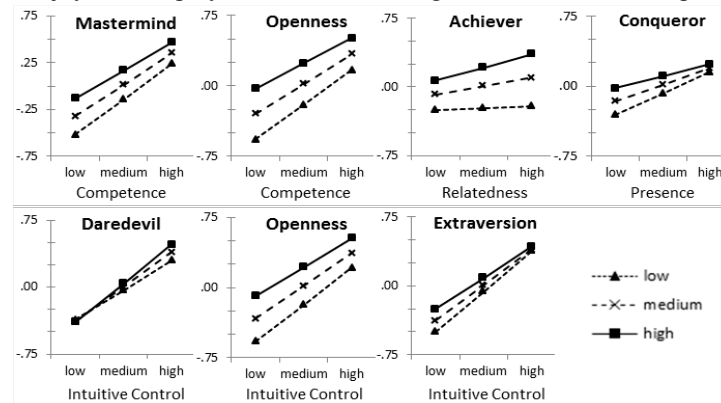 .75
Mastermind
.25
-.25
-.75
low medium high
Competence
.75
Openness
.00
-.75
low medium high
Competence
.75
Achiever
.00
-.75
low medium high
Relatedness
.75
Conqueror
.00
-.75
low medium high
Presence
.75
Daredevil
.00
-.75
low medium high
Intuitive Control
.75
Openness
.00
-.75
low medium high
Intuitive Control
.75
Extraversion
.00
-.75
low medium high
Intuitive Control
low
medium
high